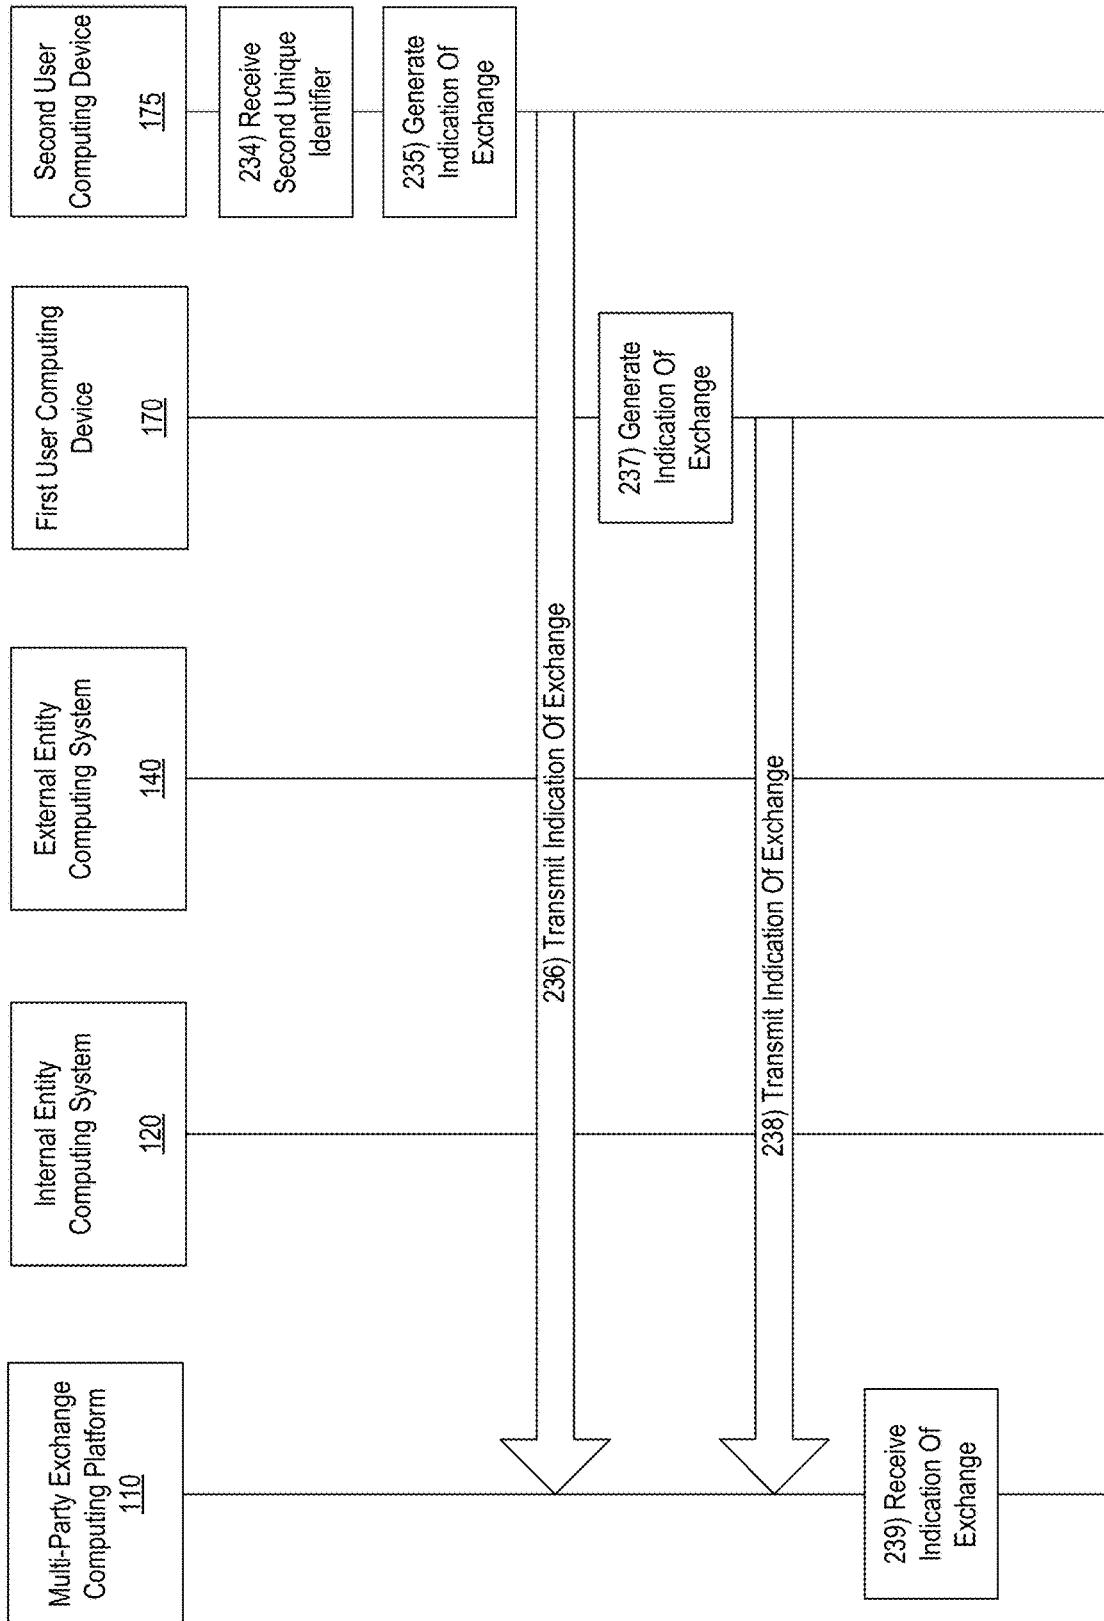 Multi-Party Exchange
Computing Platform
110
Internal Entity
Computing System
120
External Entity
Computing System
140
First User Computing
Device
170
Second User
Computing Device
175
234) Receive
Second Unique
Identifier
235) Generate
Indication Of
Exchange
236) Transmit Indication Of Exchange
237) Generate
Indication Of
Exchange
238) Transmit Indication Of Exchange
239) Receive
Indication Of
Exchange